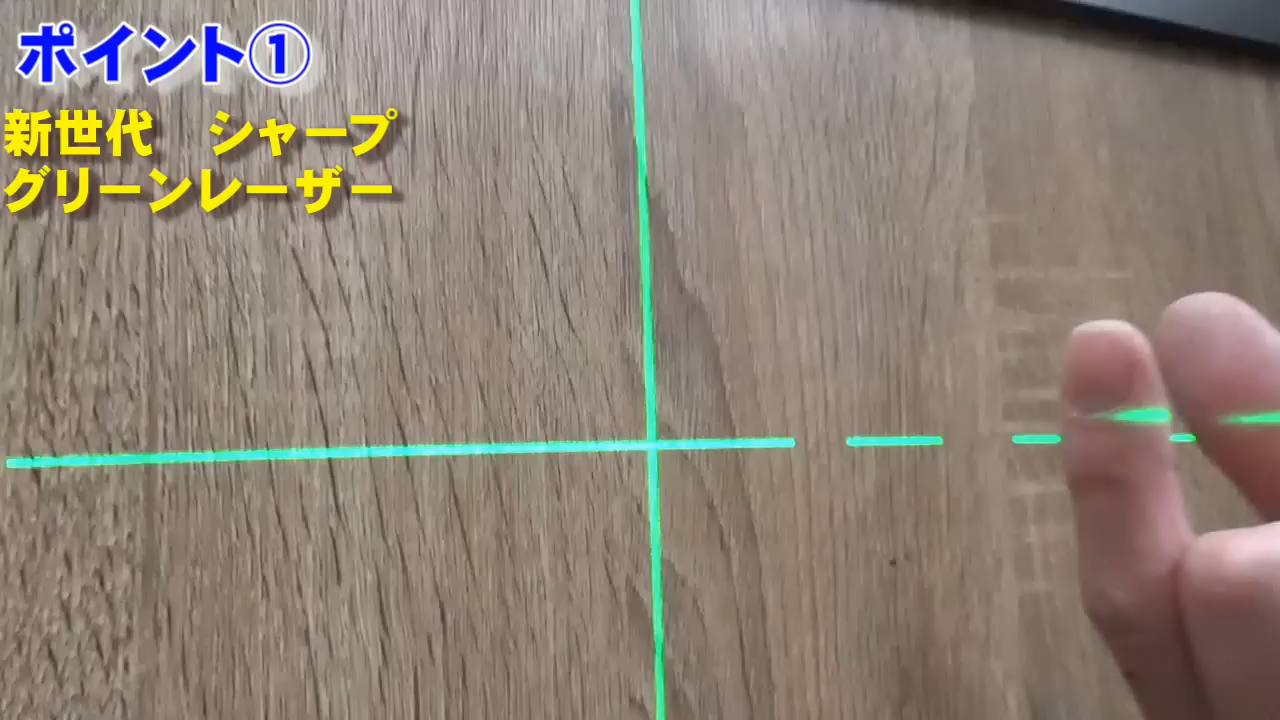 ポイント①
新世代　シャープ
グリーンレーザー